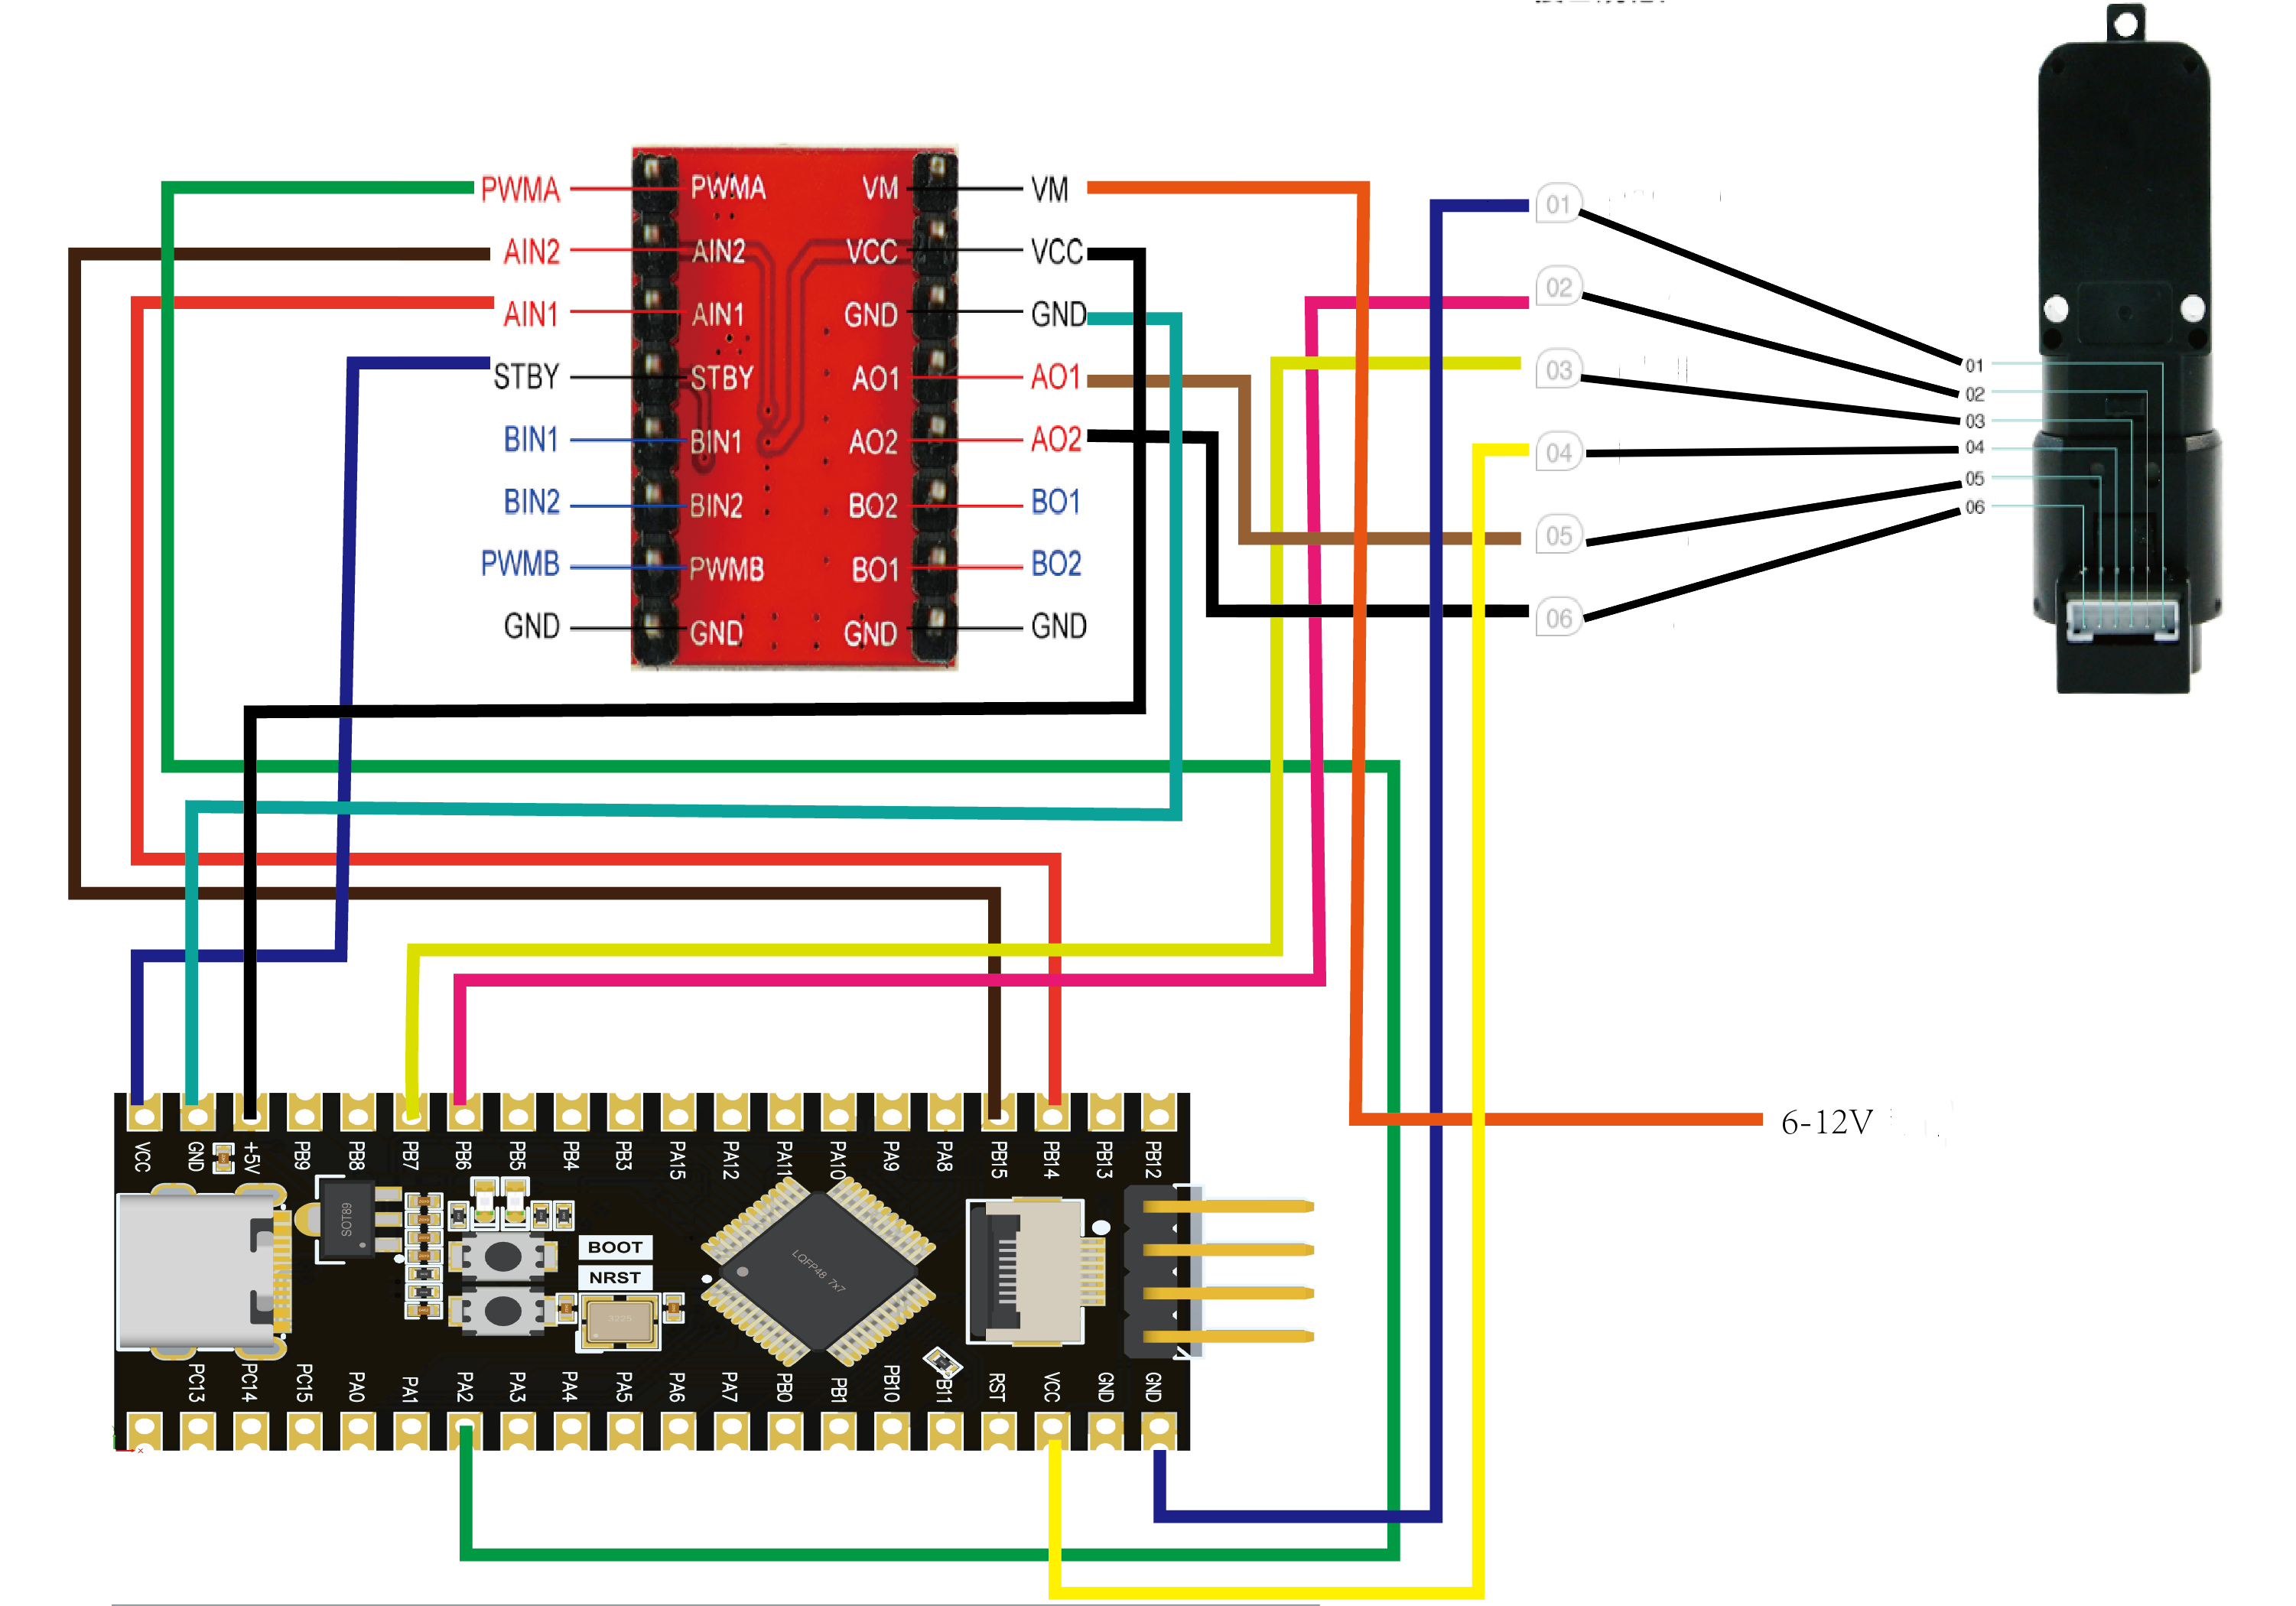 PWMA PWMA VM VM
AIN2 AIN2 VCC VCC
AIN1 AIN1 GND GND
STBY STBY AO1 AO1
BIN1 BIN1 AO2 AO2
BIN2 BIN2 BO2 BO1
PWMB PWMB BO1 BO2
GND GND GND GND
01
02
03
04
05
06
01
02
03
04
05
06
6-12V
VCC GND +5V PB9 PB8 PB7 PB6 PB5 PB4 PB3 PA15 PA12 PA11 PA10 PA9 PA8 PB15 PB14 PB13 PB12
SOT89
BOOT
NRST
3225
LQFP48 7x7
PC13 PC14 PC15 PA0 PA1 PA2 PA3 PA4 PA5 PA6 PA7 PB0 PB1 PB10 PB11 RST VCC GND GND
X